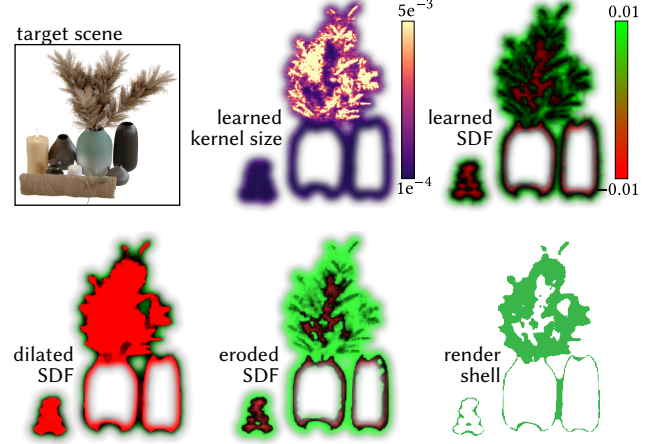 target scene
learned
kernel size
5e⁻³
1e⁻⁴
learned
SDF
0.01
−0.01
dilated
SDF
eroded
SDF
render
shell